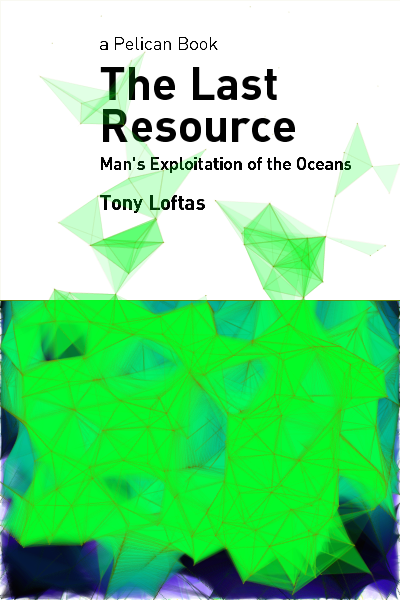 a Pelican Book
The Last
Resource
Man's Exploitation of the Oceans
Tony Loftas